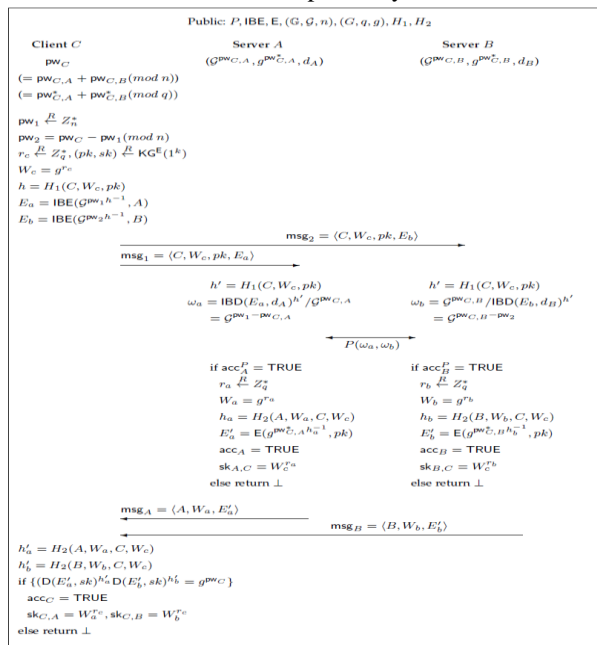 Public: P, IBE, E, (𝔾, 𝒢, n), (G, q, g), H₁, H₂
Client C Server A Server B
pw_C (𝒢^{pw_{C,A}}, g^{pw*_{C,A}}, d_A) (𝒢^{pw_{C,B}}, g^{pw*_{C,B}}, d_B)
(= pw_{C,A} + pw_{C,B}(mod n))
(= pw*_{C,A} + pw*_{C,B}(mod q))
pw₁ ←^R Z*_n
pw₂ = pw_C − pw₁(mod n)
r_c ←^R Z*_q, (pk, sk) ←^R KG^E(1^k)
W_c = g^{r_c}
h = H₁(C, W_c, pk)
E_a = IBE(𝒢^{pw₁h⁻¹}, A)
E_b = IBE(𝒢^{pw₂h⁻¹}, B)
msg₂ = ⟨C, W_c, pk, E_b⟩
msg₁ = ⟨C, W_c, pk, E_a⟩
h′ = H₁(C, W_c, pk) h′ = H₁(C, W_c, pk)
ω_a = IBD(E_a, d_A)^{h′}/𝒢^{pw_{C,A}} ω_b = 𝒢^{pw_{C,B}}/IBD(E_b, d_B)^{h′}
= 𝒢^{pw₁−pw_{C,A}} = 𝒢^{pw_{C,B}−pw₂}
P(ω_a, ω_b)
if acc^P_A = TRUE if acc^P_B = TRUE
r_a ←^R Z*_q r_b ←^R Z*_q
W_a = g^{r_a} W_b = g^{r_b}
h_a = H₂(A, W_a, C, W_c) h_b = H₂(B, W_b, C, W_c)
E′_a = E(g^{pw*_{C,A}h_a⁻¹}, pk) E′_b = E(g^{pw*_{C,B}h_b⁻¹}, pk)
acc_A = TRUE acc_B = TRUE
sk_{A,C} = W_c^{r_a} sk_{B,C} = W_c^{r_b}
else return ⊥ else return ⊥
msg_A = ⟨A, W_a, E′_a⟩
msg_B = ⟨B, W_b, E′_b⟩
h′_a = H₂(A, W_a, C, W_c)
h′_b = H₂(B, W_b, C, W_c)
if {(D(E′_a, sk)^{h′_a}D(E′_b, sk)^{h′_b} = g^{pw_C}}
acc_C = TRUE
sk_{C,A} = W_a^{r_c}, sk_{C,B} = W_b^{r_c}
else return ⊥